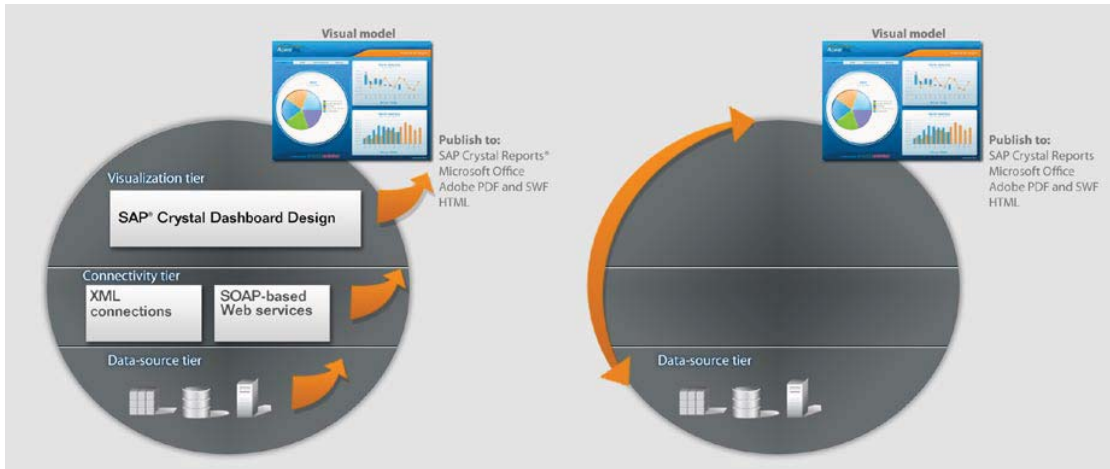 Visual model
Publish to:
SAP Crystal Reports®
Microsoft Office
Adobe PDF and SWF
HTML
Visualization tier
SAP® Crystal Dashboard Design
Connectivity tier
XML
connections
SOAP-based
Web services
Data-source tier
Visual model
Publish to:
SAP Crystal Reports
Microsoft Office
Adobe PDF and SWF
HTML
Data-source tier